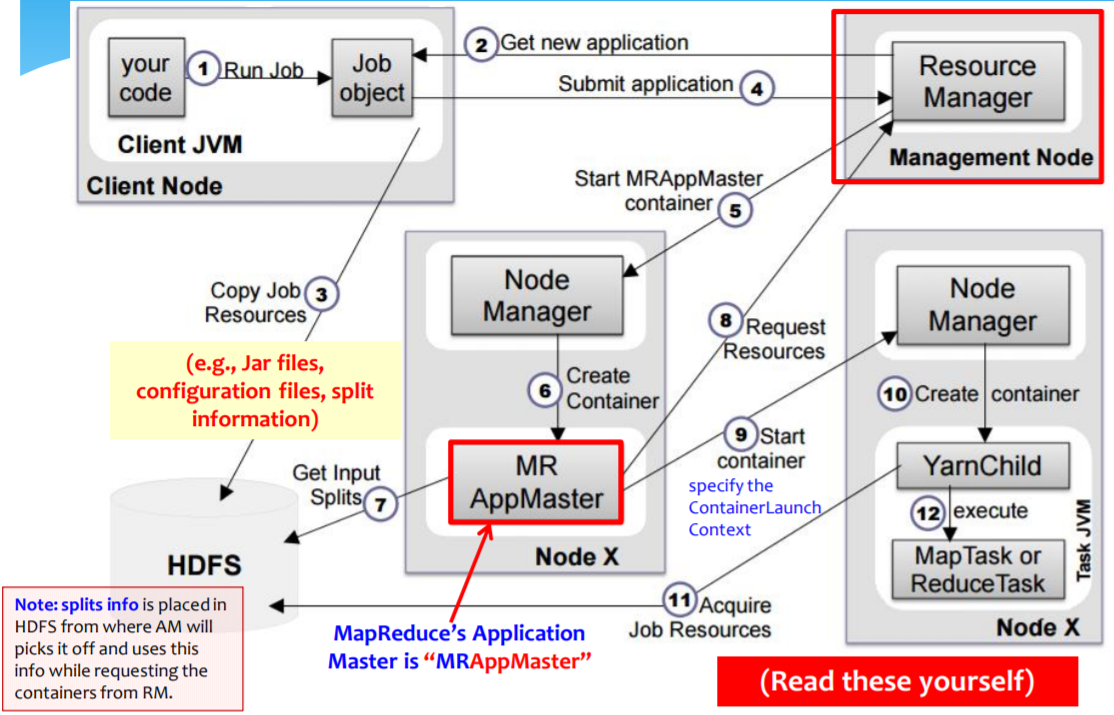 your
code
1
Run Job
Job
object
Client JVM
Client Node
2
Get new application
Submit application
4
Resource
Manager
Management Node
Start MRAppMaster
container
5
Copy Job
Resources
3
(e.g., Jar files,
configuration files, split
information)
Node
Manager
6
Create
Container
MR
AppMaster
Node X
Get Input
Splits
7
HDFS
8
Request
Resources
9
Start
container
specify the
ContainerLaunch
Context
Node
Manager
10
Create container
YarnChild
12
execute
MapTask or
ReduceTask
Task JVM
Node X
11
Acquire
Job Resources
Note: splits info is placed in
HDFS from where AM will
picks it off and uses this
info while requesting the
containers from RM.
MapReduce's Application
Master is “MRAppMaster”
(Read these yourself)